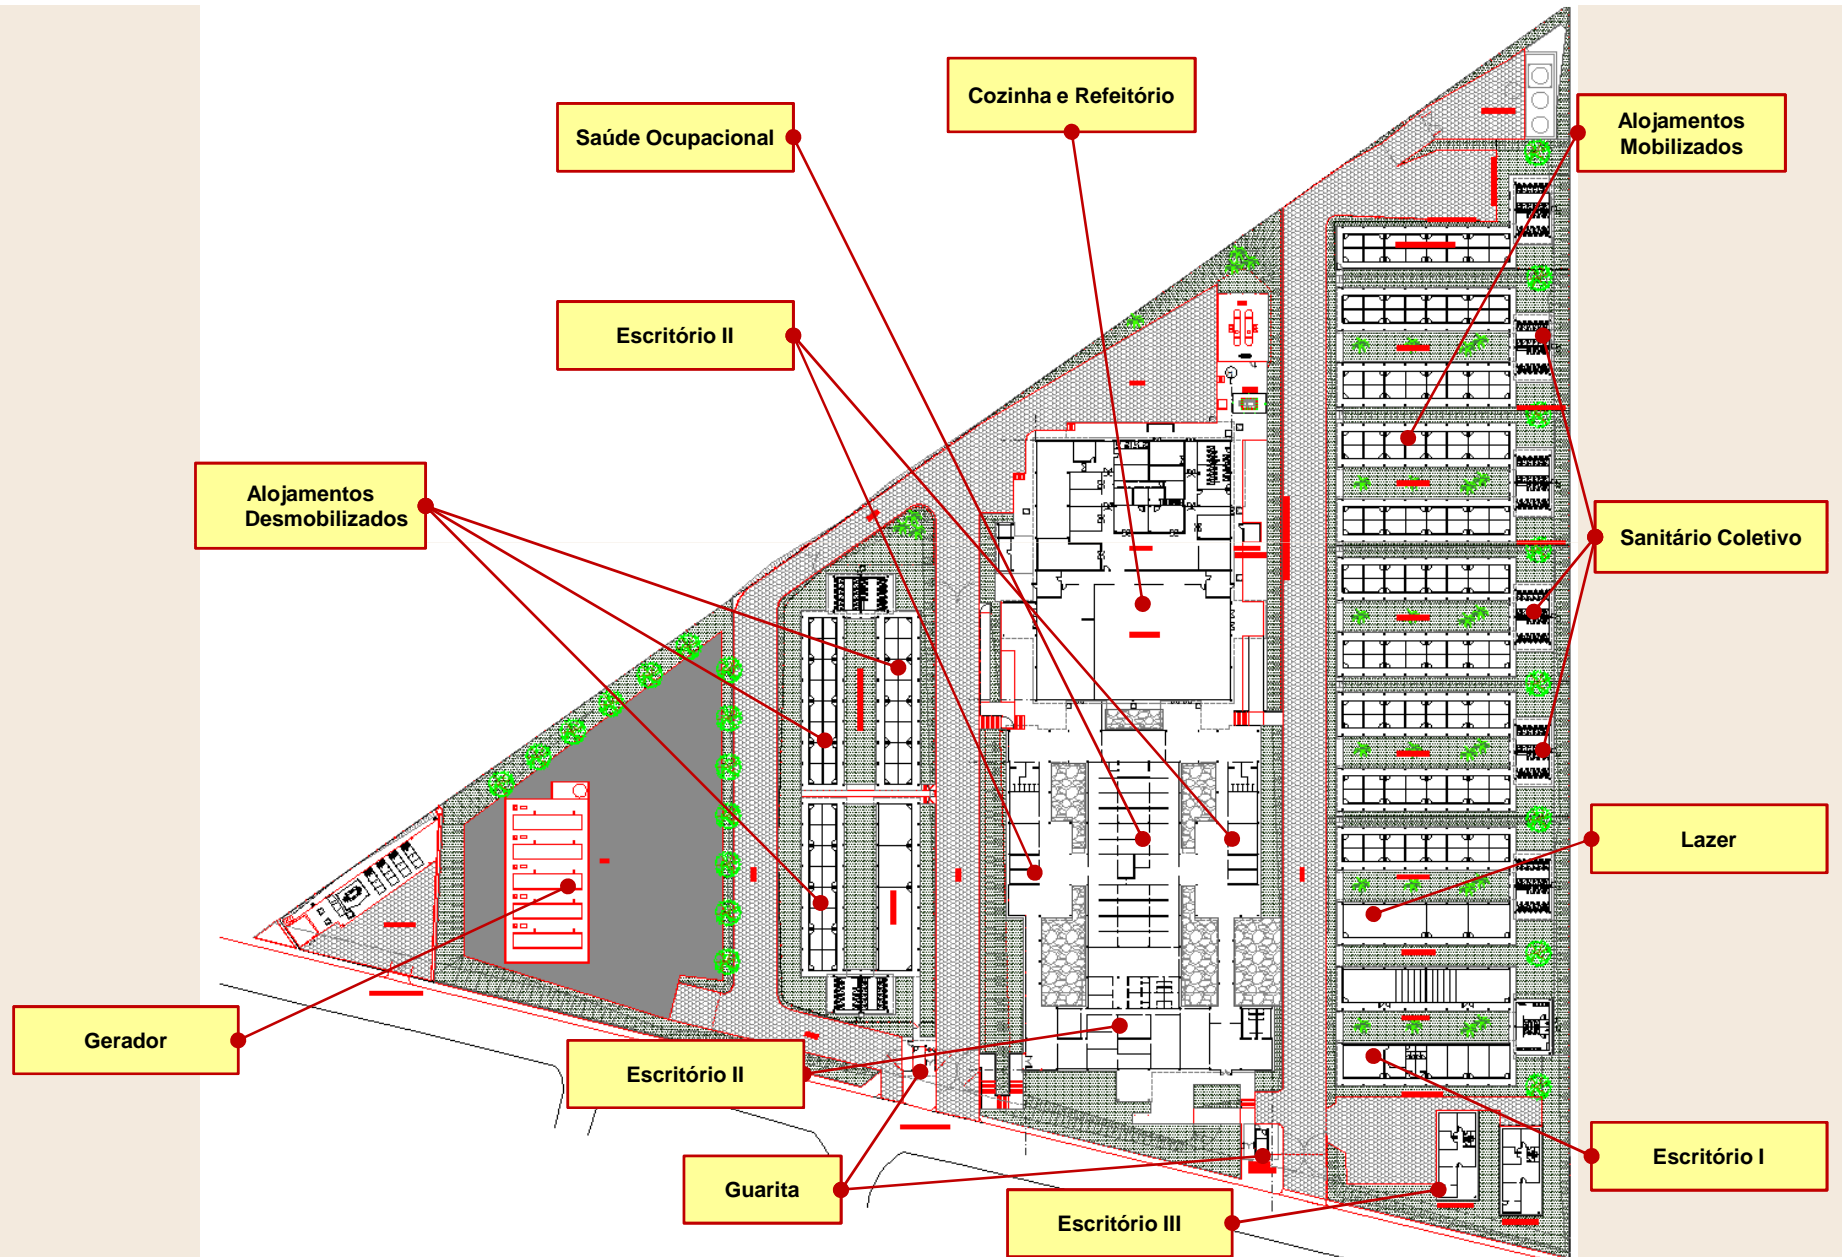 Cozinha e Refeitório
Saúde Ocupacional
Alojamentos
Mobilizados
Escritório II
Alojamentos
Desmobilizados
Sanitário Coletivo
Lazer
Gerador
Escritório II
Escritório I
Guarita
Escritório III